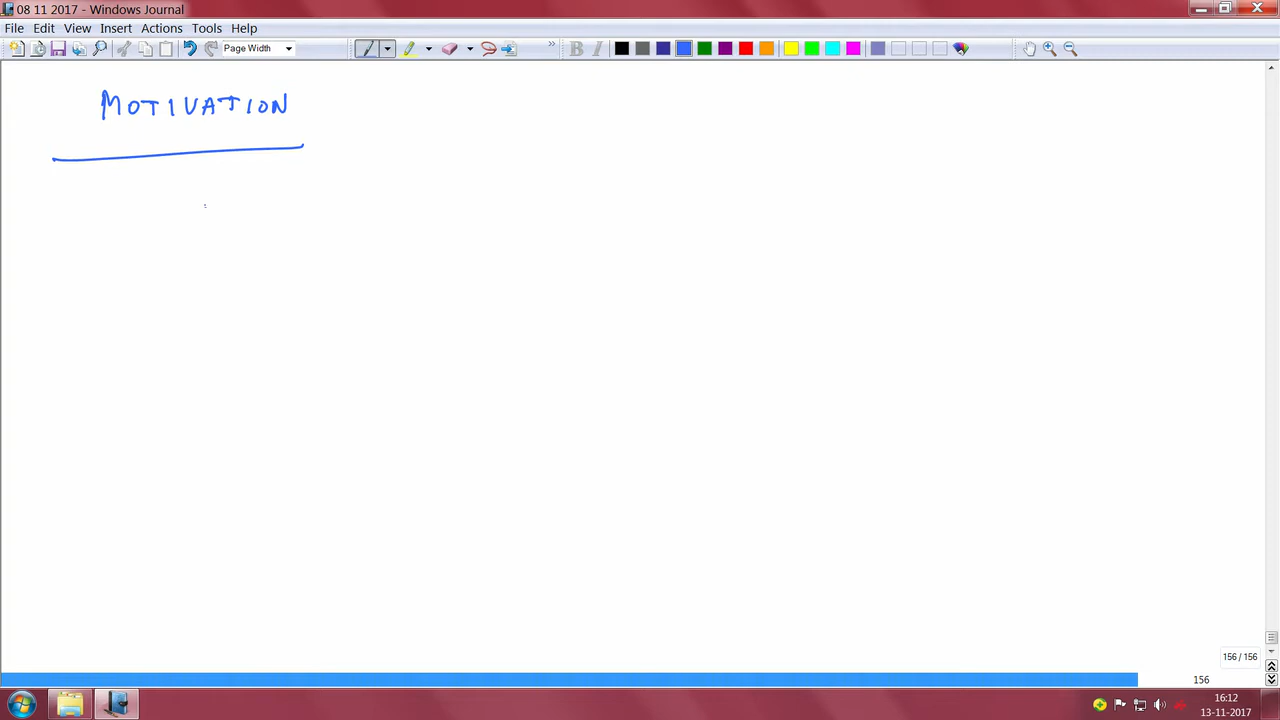 08 11 2017 - Windows Journal
File Edit View Insert Actions Tools Help
Page Width
B I
MOTIVATION
156 / 156
156
16:12
13-11-2017